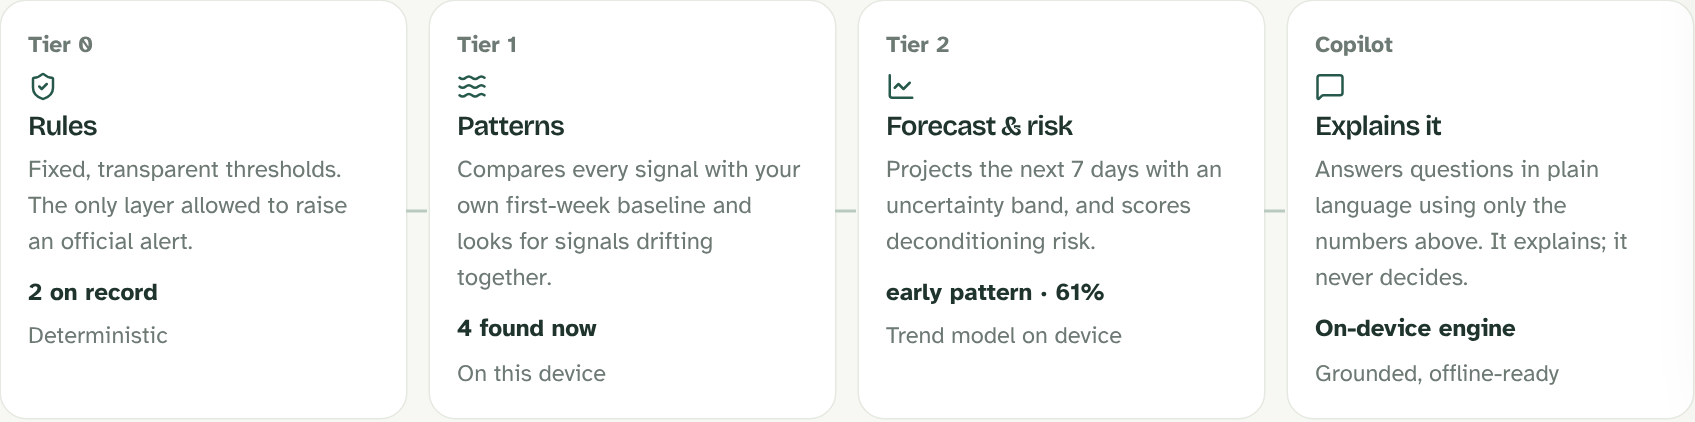 Tier 0
Rules
Fixed, transparent thresholds.
The only layer allowed to raise
an official alert.
2 on record
Deterministic
Tier 1
Patterns
Compares every signal with your
own first-week baseline and
looks for signals drifting
together.
4 found now
On this device
Tier 2
Forecast & risk
Projects the next 7 days with an
uncertainty band, and scores
deconditioning risk.
early pattern · 61%
Trend model on device
Copilot
Explains it
Answers questions in plain
language using only the
numbers above. It explains; it
never decides.
On-device engine
Grounded, offline-ready